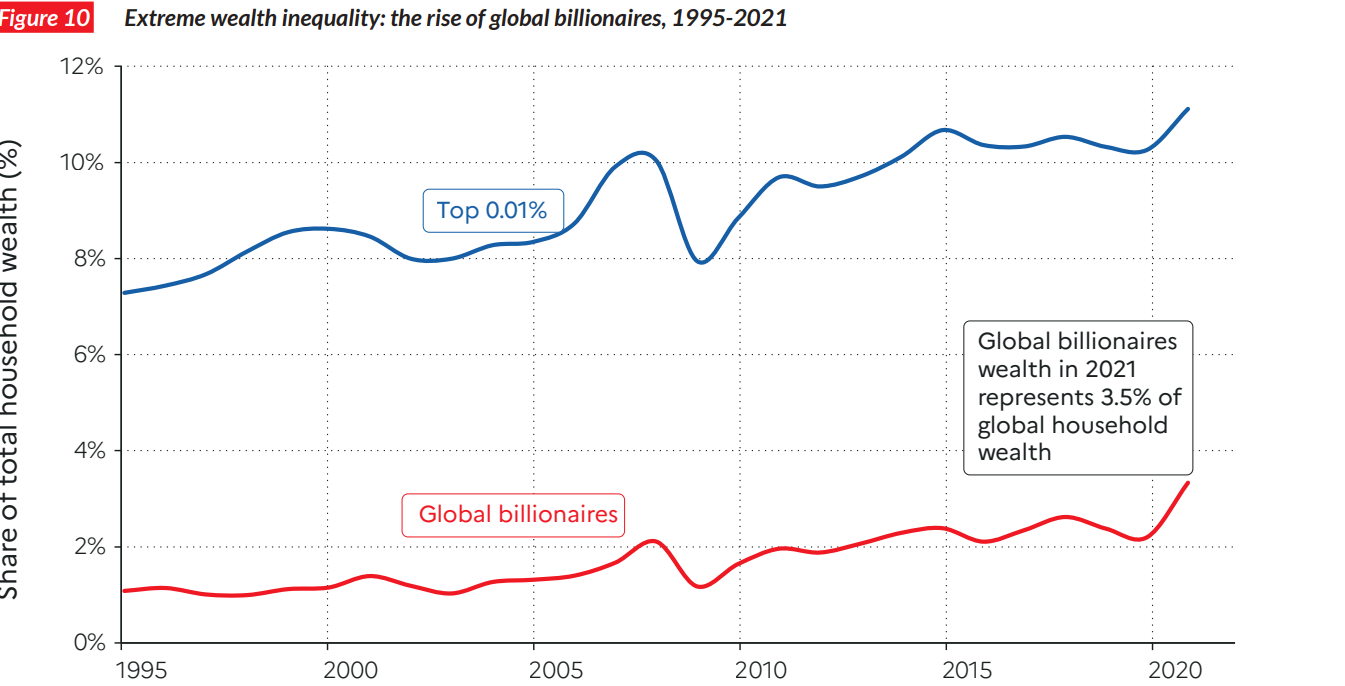 Figure 10 Extreme wealth inequality: the rise of global billionaires, 1995-2021
Share of total household wealth (%)
12%
10%
8%
6%
4%
2%
0%
Top 0.01%
Global billionaires
Global billionaires
wealth in 2021
represents 3.5% of
global household
wealth
1995 2000 2005 2010 2015 2020